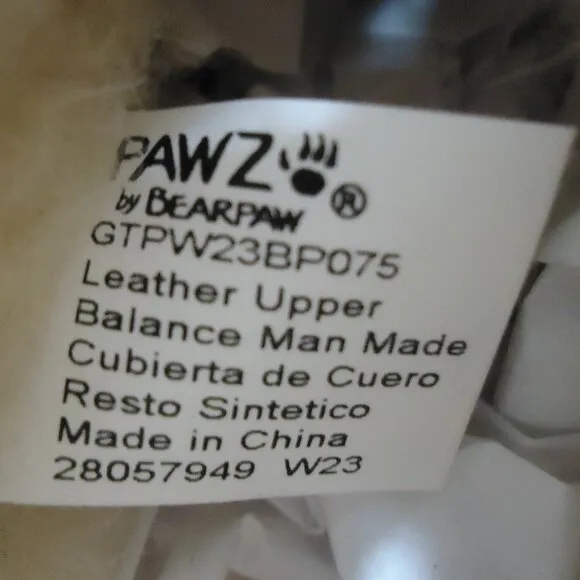 PAWZ ®
by BEARPAW
GTPW23BP075
Leather Upper
Balance Man Made
Cubierta de Cuero
Resto Sintetico
Made in China
28057949 W23